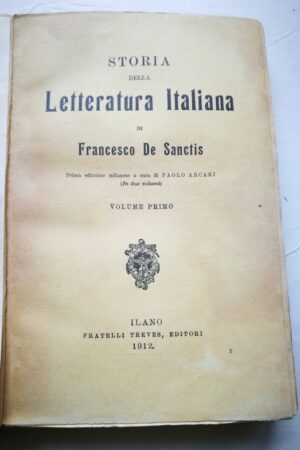 STORIA
DELLA
Letteratura Italiana
DI
Francesco De Sanctis
Prima edizione milanese a cura di PAOLO ARCARI
(In due volumi)
VOLUME PRIMO
ILANO
FRATELLI TREVES, EDITORI
1912.
5